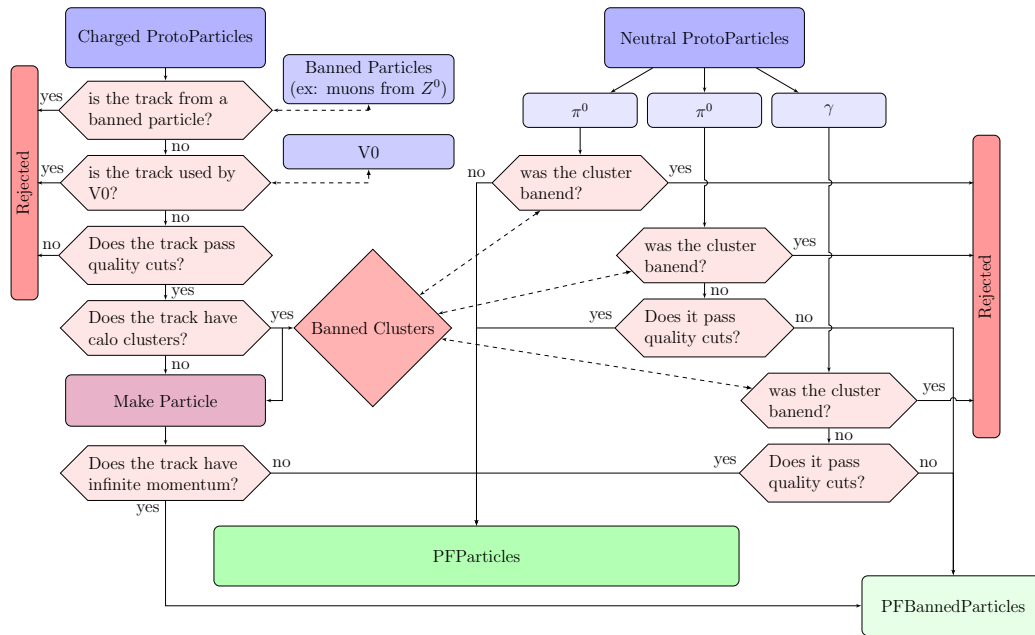 Charged ProtoParticles
Neutral ProtoParticles
Banned Particles
(ex: muons from Z⁰)
yes
is the track from a
banned particle?
π⁰
π⁰
γ
no
V0
yes
is the track used by
V0?
no
was the cluster
banend?
yes
Rejected
no
no
Does the track pass
quality cuts?
was the cluster
banend?
yes
Rejected
yes
no
Does the track have
calo clusters?
yes
Banned Clusters
yes
Does it pass
quality cuts?
no
no
Make Particle
was the cluster
banend?
yes
no
Does the track have
infinite momentum?
no
yes
Does it pass
quality cuts?
no
yes
PFParticles
PFBannedParticles